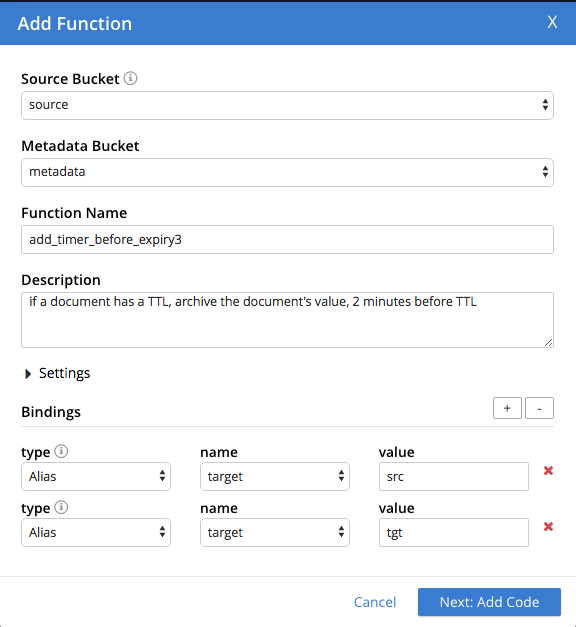 Add Function X
Source Bucket i
source
Metadata Bucket
metadata
Function Name
add_timer_before_expiry3
Description
if a document has a TTL, archive the document's value, 2 minutes before TTL
Settings
Bindings + -
type i name value
Alias target src
type i name value
Alias target tgt
Cancel Next: Add Code